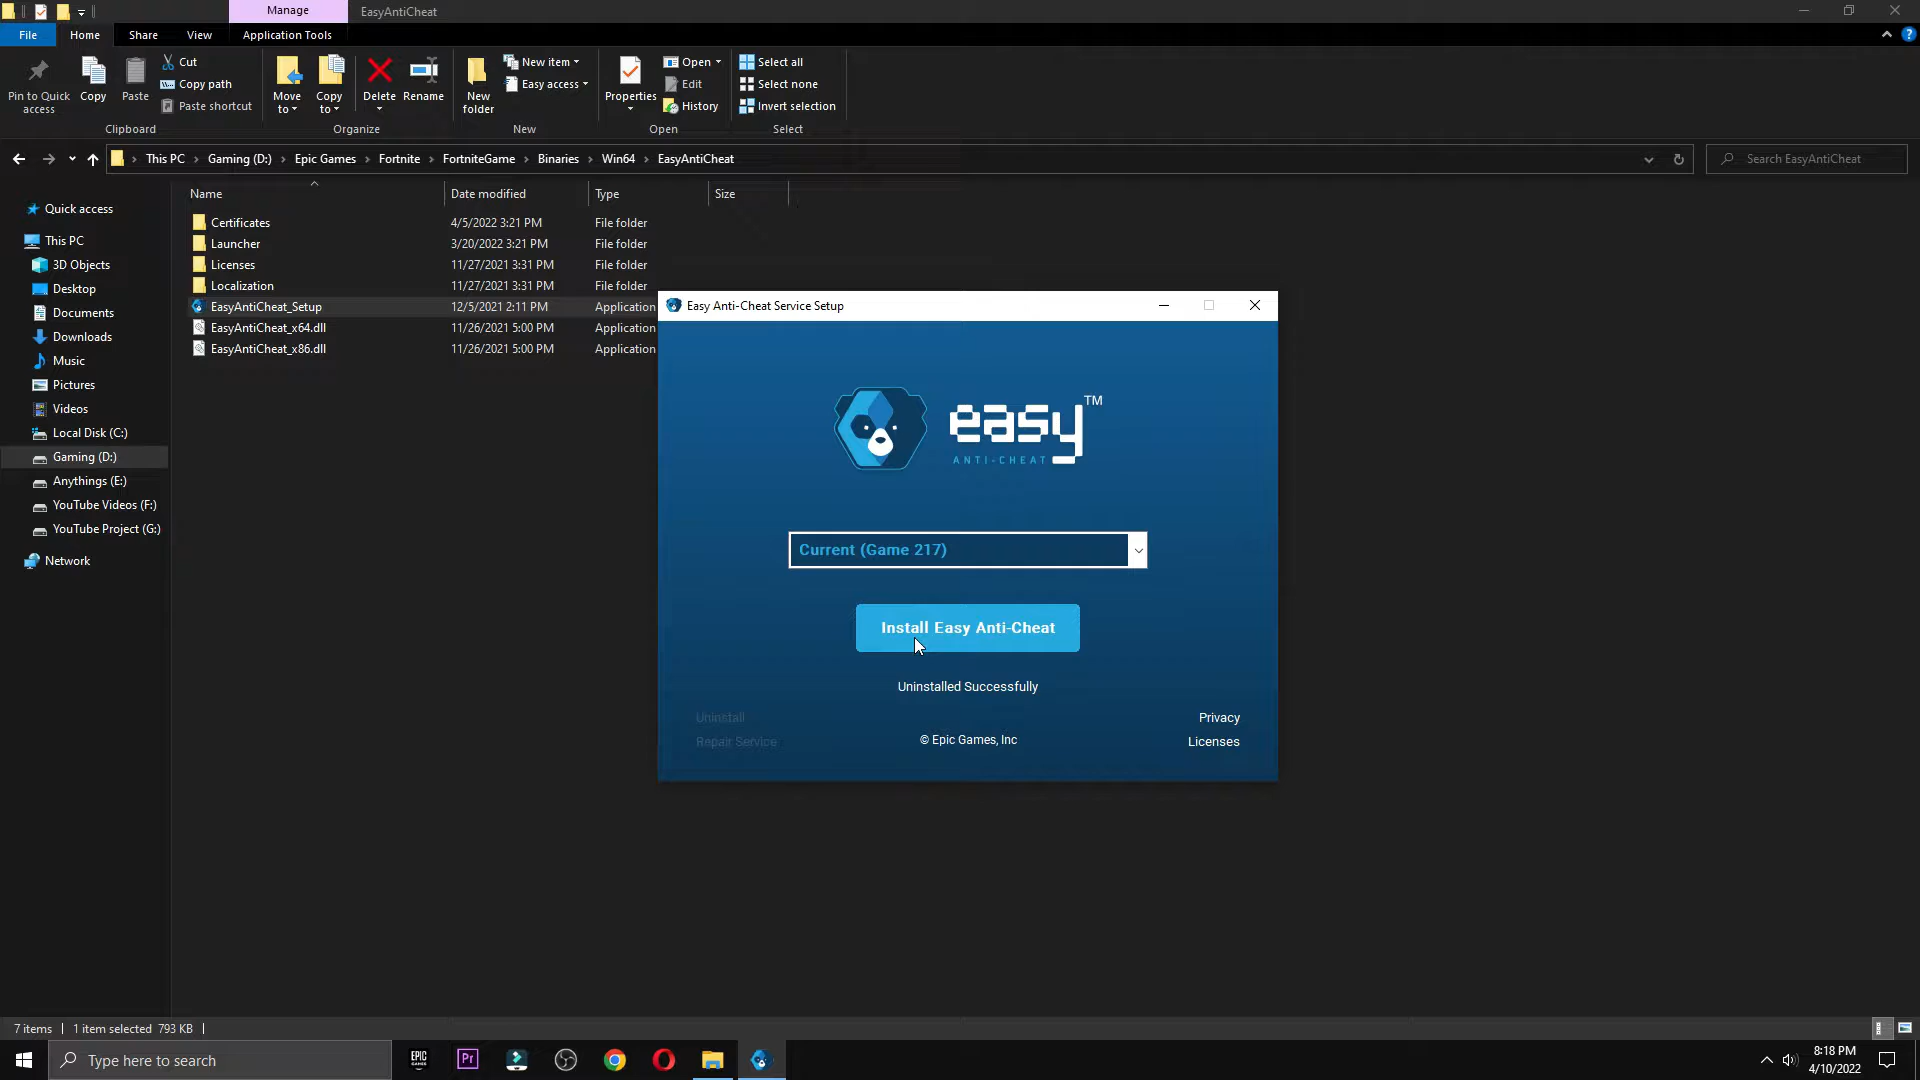 Manage
EasyAntiCheat
File
Home
Share
View
Application Tools
Pin to Quick access
Copy
Paste
Cut
Copy path
Paste shortcut
Clipboard
Move to
Copy to
Delete
Rename
Organize
New folder
New item
Easy access
New
Properties
Open
Edit
History
Open
Select all
Select none
Invert selection
Select
This PC > Gaming (D:) > Epic Games > Fortnite > FortniteGame > Binaries > Win64 > EasyAntiCheat
Search EasyAntiCheat
Name Date modified Type Size
Quick access
This PC
3D Objects
Desktop
Documents
Downloads
Music
Pictures
Videos
Local Disk (C:)
Gaming (D:)
Anythings (E:)
YouTube Videos (F:)
YouTube Project (G:)
Network
Certificates 4/5/2022 3:21 PM File folder
Launcher 3/20/2022 3:21 PM File folder
Licenses 11/27/2021 3:31 PM File folder
Localization 11/27/2021 3:31 PM File folder
EasyAntiCheat_Setup 12/5/2021 2:11 PM Application
EasyAntiCheat_x64.dll 11/26/2021 5:00 PM Application
EasyAntiCheat_x86.dll 11/26/2021 5:00 PM Application
Easy Anti-Cheat Service Setup
easy TM
ANTI-CHEAT
Current (Game 217)
Install Easy Anti-Cheat
Uninstalled Successfully
Uninstall
Repair Service
© Epic Games, Inc
Privacy
Licenses
7 items
1 item selected 793 KB
Type here to search
EPIC GAMES
Pr
8:18 PM
4/10/2022